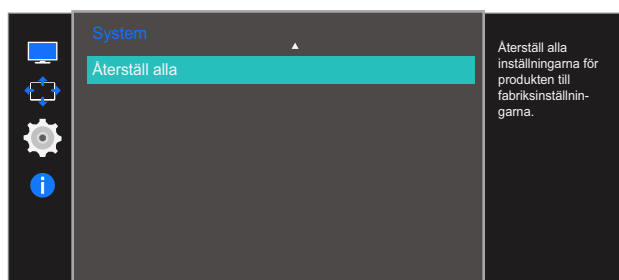 System
Återställ alla
Återställ alla
inställningarna för
produkten till
fabriksinställnin-
garna.